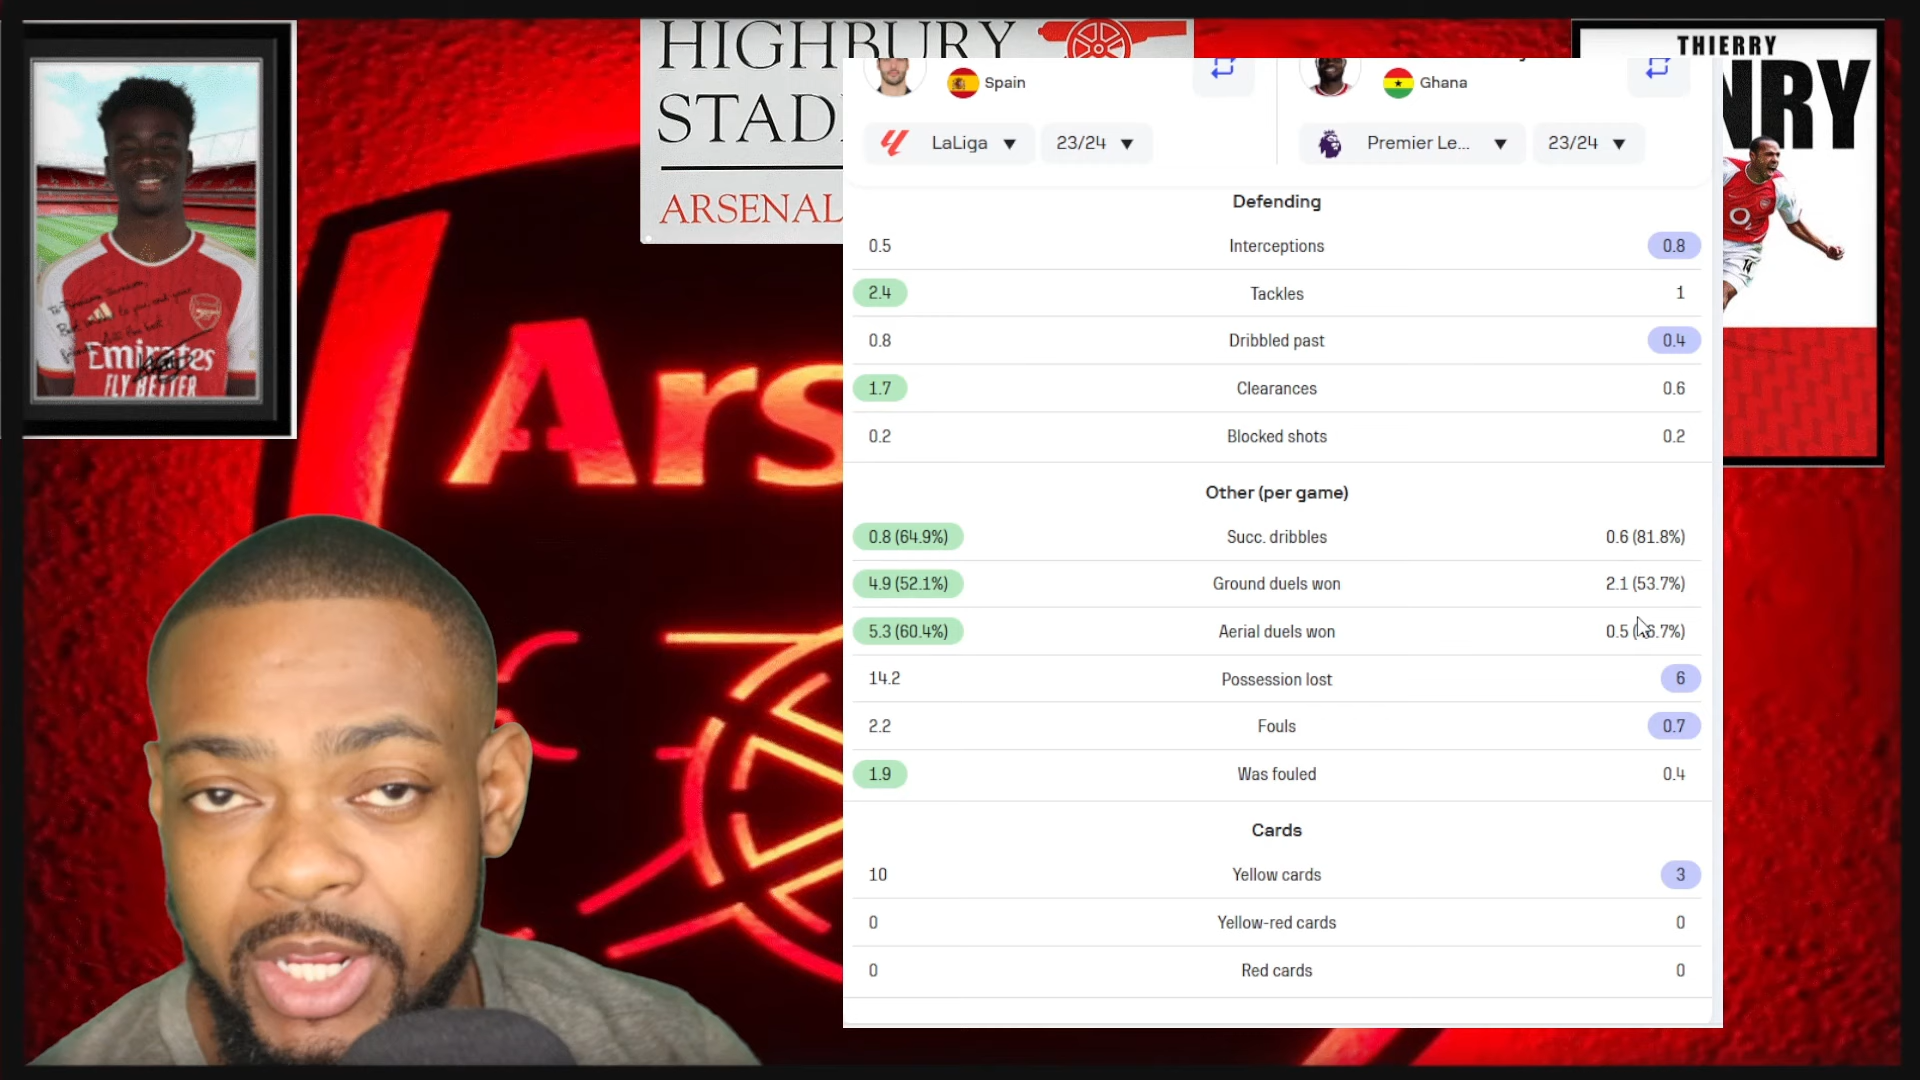 HIGHBURY
STAD
ARSENAL
THIERRY
NRY
Ars
Emirates
FLY BETTER
Spain
Ghana
LaLiga 23/24
Premier Le... 23/24
Defending
0.5 Interceptions 0.8
2.4 Tackles 1
0.8 Dribbled past 0.4
1.7 Clearances 0.6
0.2 Blocked shots 0.2
Other (per game)
0.8 (64.9%) Succ. dribbles 0.6 (81.8%)
4.9 (52.1%) Ground duels won 2.1 (53.7%)
5.3 (60.4%) Aerial duels won 0.5
14.2 Possession lost 6
2.2 Fouls 0.7
1.9 Was fouled 0.4
Cards
10 Yellow cards 3
0 Yellow-red cards 0
0 Red cards 0